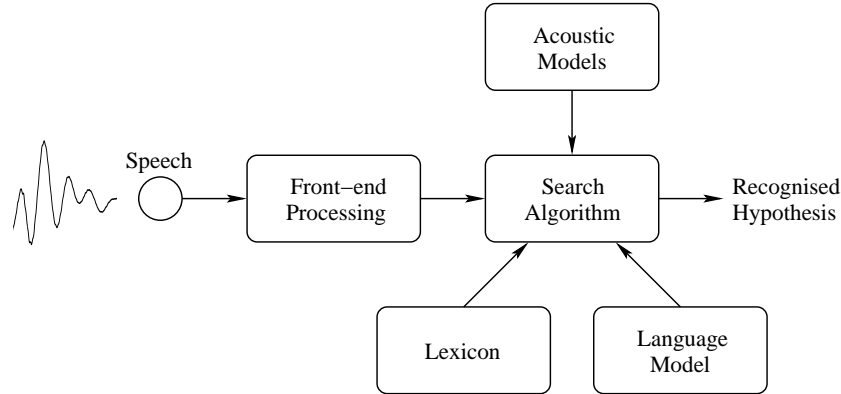 Acoustic
Models
Speech
Front−end
Processing
Search
Algorithm
Recognised
Hypothesis
Lexicon
Language
Model